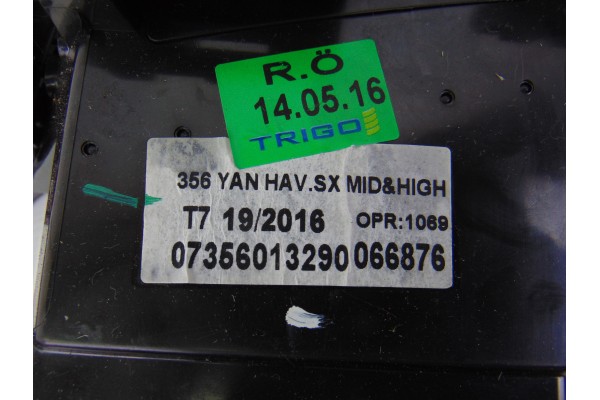 R.Ö
14.05.16
TRIGO
356 YAN HAV.SX MID&HIGH
T7 19/2016 OPR:1069
07356013290 066876